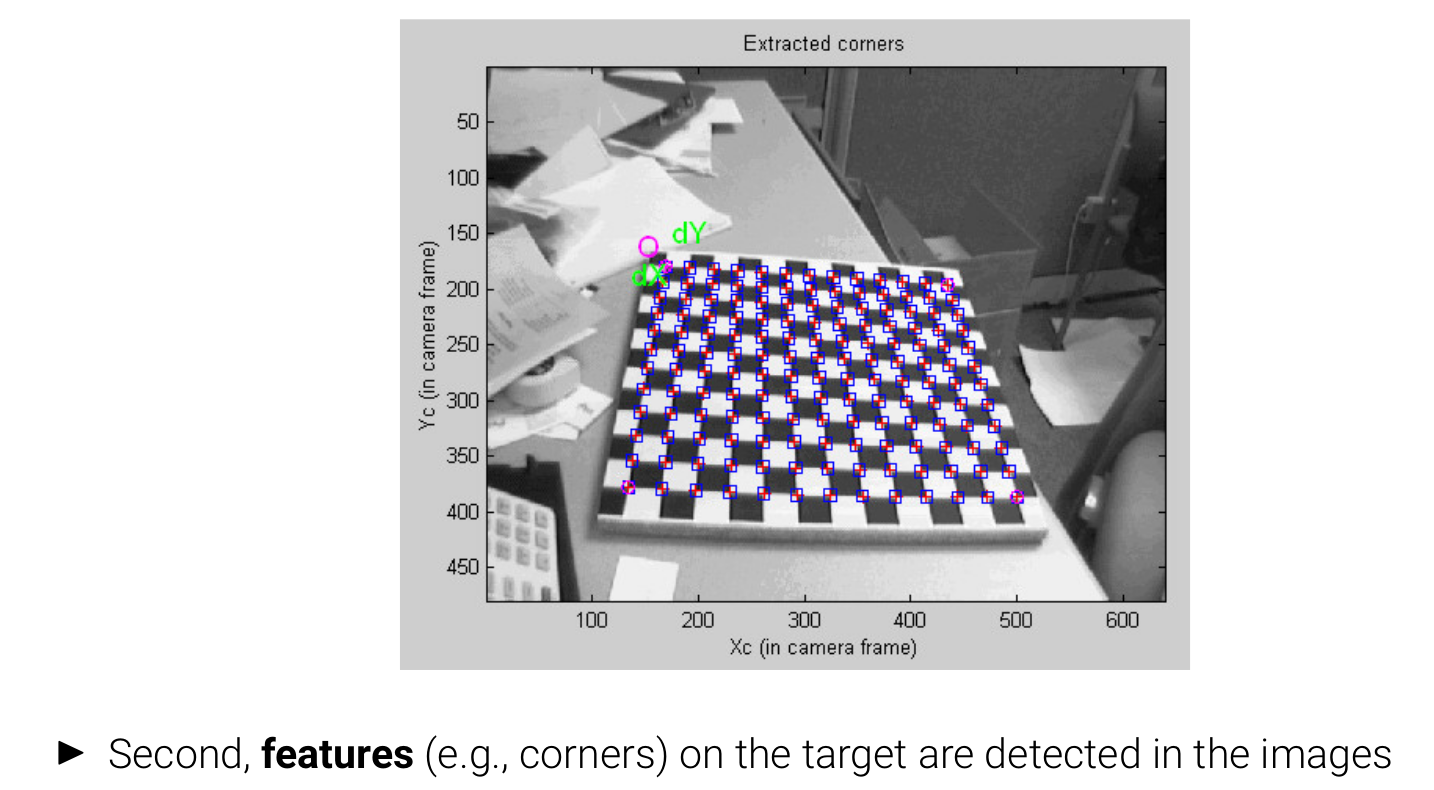 Extracted corners
50
100
150
200
250
300
350
400
450
Yc (in camera frame)
O
dY
dX
100 200 300 400 500 600
Xc (in camera frame)
► Second, features (e.g., corners) on the target are detected in the images